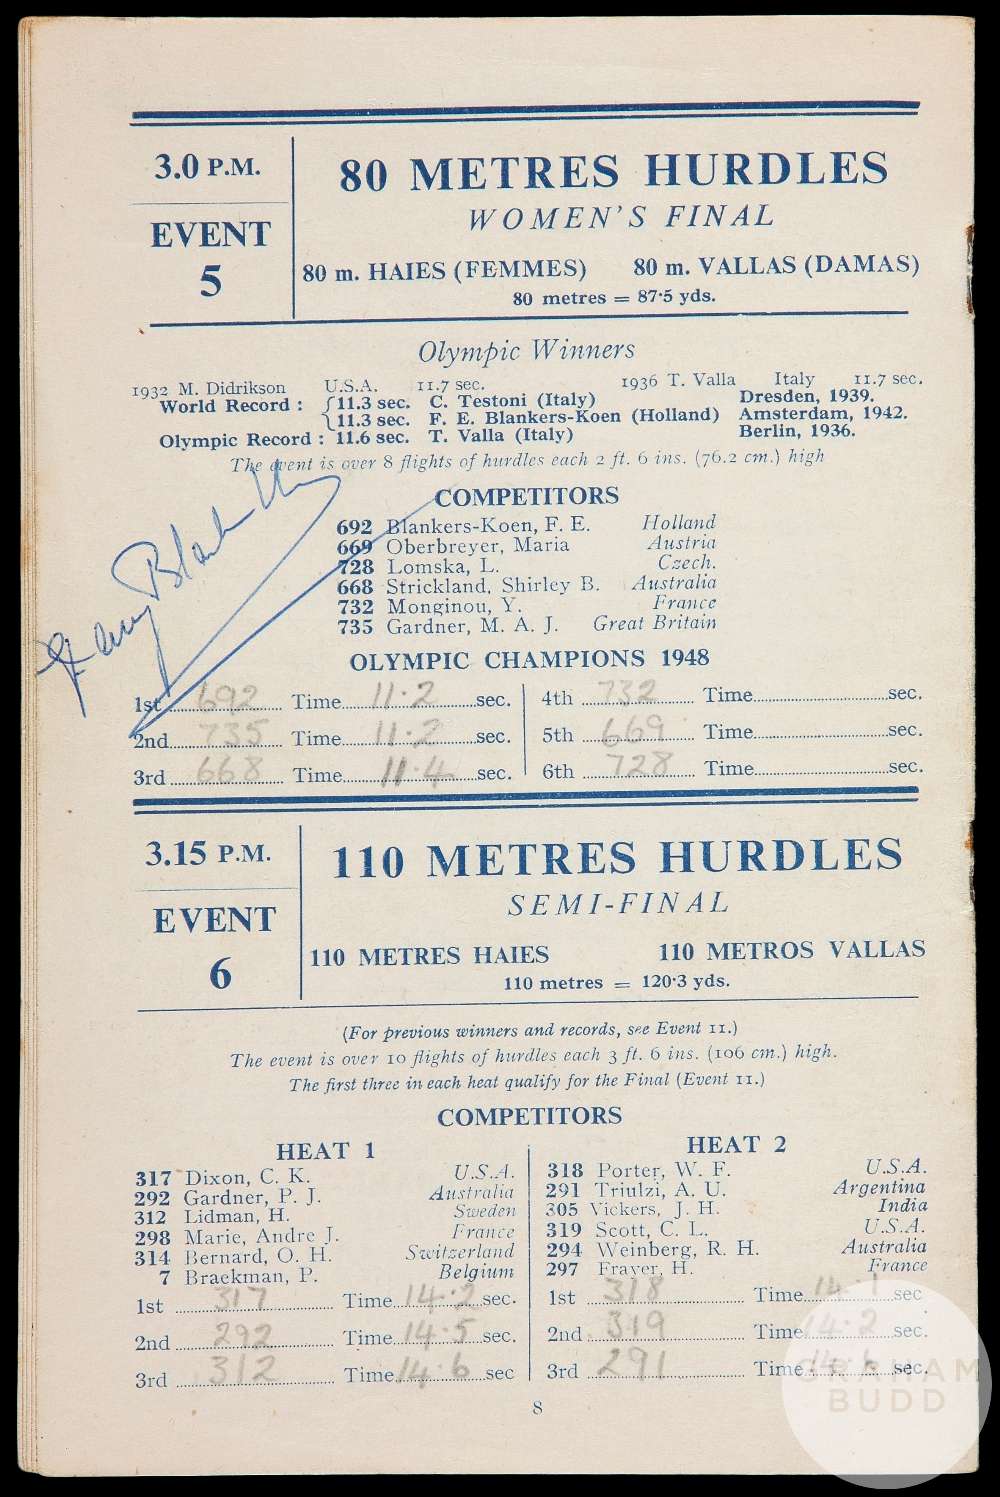 3.0 P.M.
EVENT
5
80 METRES HURDLES
WOMEN'S FINAL
80 m. HAIES (FEMMES) 80 m. VALLAS (DAMAS)
80 metres = 87·5 yds.
Olympic Winners
1932 M. Didrikson U.S.A. 11.7 sec. 1936 T. Valla Italy 11.7 sec.
World Record : { 11.3 sec. C. Testoni (Italy) Dresden, 1939.
11.3 sec. F. E. Blankers-Koen (Holland) Amsterdam, 1942.
Olympic Record : 11.6 sec. T. Valla (Italy) Berlin, 1936.
The event is over 8 flights of hurdles each 2 ft. 6 ins. (76.2 cm.) high
COMPETITORS
692 Blankers-Koen, F. E. Holland
669 Oberbreyer, Maria Austria
728 Lomska, L. Czech.
668 Strickland, Shirley B. Australia
732 Monginou, Y. France
735 Gardner, M. A. J. Great Britain
Fanny Blankers
OLYMPIC CHAMPIONS 1948
1st 692 Time 11·2 sec. 4th 732 Time sec.
2nd 735 Time 11·2 sec. 5th 669 Time sec.
3rd 668 Time 11·4 sec. 6th 728 Time sec.
3.15 P.M.
EVENT
6
110 METRES HURDLES
SEMI-FINAL
110 METRES HAIES 110 METROS VALLAS
110 metres = 120·3 yds.
(For previous winners and records, see Event 11.)
The event is over 10 flights of hurdles each 3 ft. 6 ins. (106 cm.) high.
The first three in each heat qualify for the Final (Event 11.)
COMPETITORS
HEAT 1
317 Dixon, C. K. U.S.A.
292 Gardner, P. J. Australia
312 Lidman, H. Sweden
298 Marie, Andre J. France
314 Bernard, O. H. Switzerland
7 Braekman, P. Belgium
1st 317 Time 14·2 sec.
2nd 292 Time 14·5 sec.
3rd 312 Time 14·6 sec
HEAT 2
318 Porter, W. F. U.S.A.
291 Triulzi, A. U. Argentina
305 Vickers, J. H. India
319 Scott, C. L. U.S.A.
294 Weinberg, R. H. Australia
297 Frayer, H. France
1st 318 Time 14·1 sec
2nd 319 Time 14·2 sec.
3rd 291 Time 14·6 sec.
8
GRAHAM
BUDD